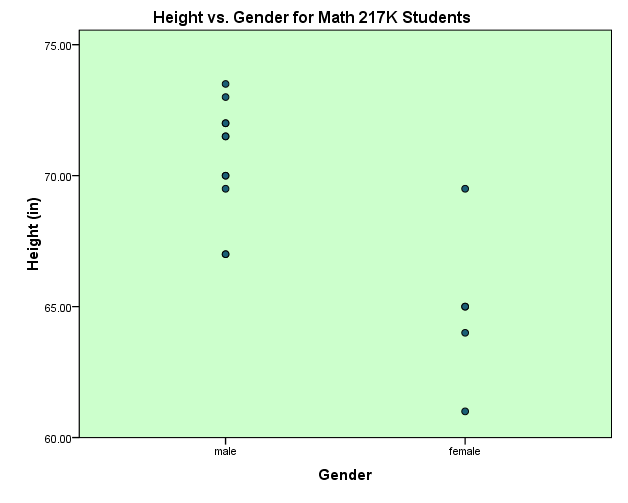 Height vs. Gender for Math 217K Students
75.00
70.00
65.00
60.00
Height (in)
male
female
Gender